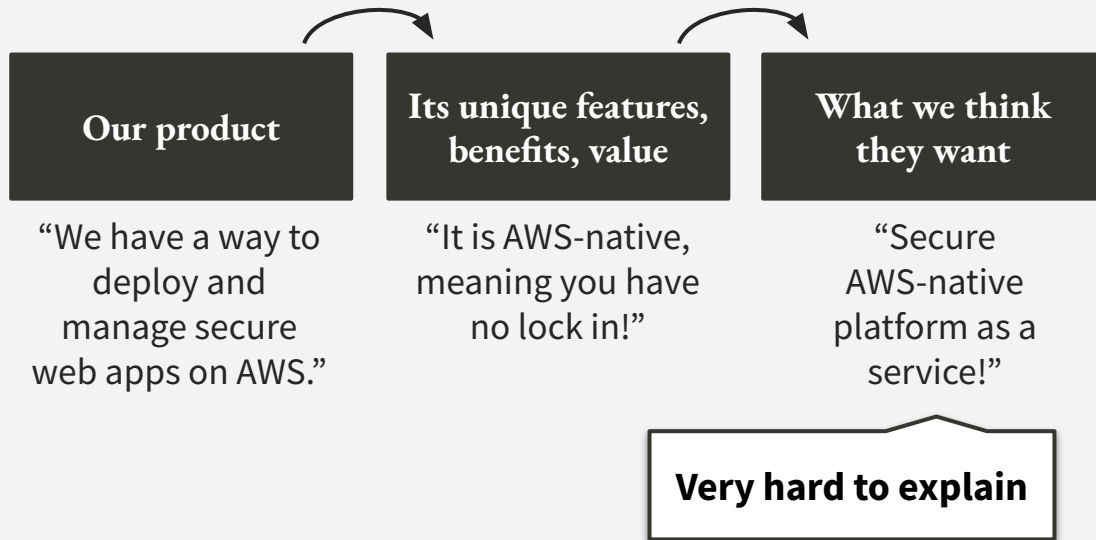 Our product
Its unique features,
benefits, value
What we think
they want
“We have a way to
deploy and
manage secure
web apps on AWS.”
“It is AWS-native,
meaning you have
no lock in!”
“Secure
AWS-native
platform as a
service!”
Very hard to explain